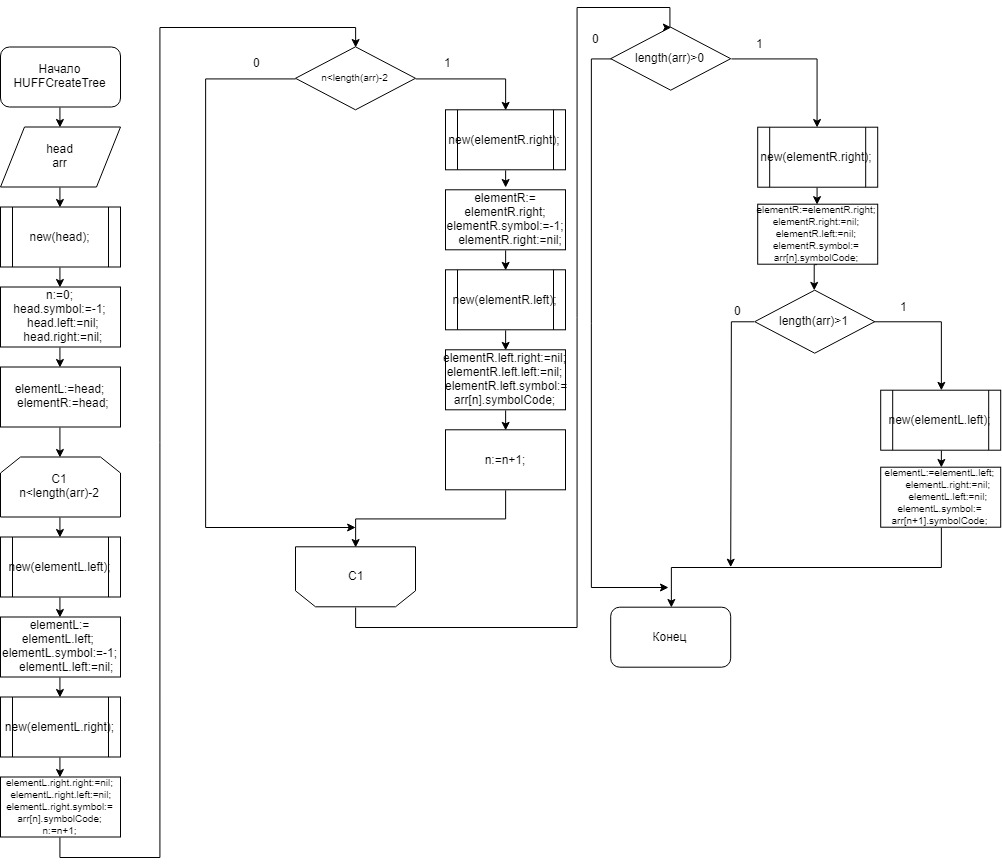 Начало
HUFFCreateTree
head
arr
new(head);
n:=0;
head.symbol:=-1;
head.left:=nil;
head.right:=nil;
elementL:=head;
elementR:=head;
C1
n<length(arr)-2
new(elementL.left);
elementL:=
elementL.left;
elementL.symbol:=-1;
elementL.left:=nil;
new(elementL.right);
elementL.right.right:=nil;
elementL.right.left:=nil;
elementL.right.symbol:=
arr[n].symbolCode;
n:=n+1;
n<length(arr)-2
0
1
new(elementR.right);
elementR:=
elementR.right;
elementR.symbol:=-1;
elementR.right:=nil;
new(elementR.left);
elementR.left.right:=nil;
elementR.left.left:=nil;
elementR.left.symbol:=
arr[n].symbolCode;
n:=n+1;
C1
length(arr)>0
0
1
new(elementR.right);
elementR:=elementR.right;
elementR.right:=nil;
elementR.left:=nil;
elementR.symbol:=
arr[n].symbolCode;
length(arr)>1
0
1
new(elementL.left);
elementL:=elementL.left;
elementL.right:=nil;
elementL.left:=nil;
elementL.symbol:=
arr[n+1].symbolCode;
Конец